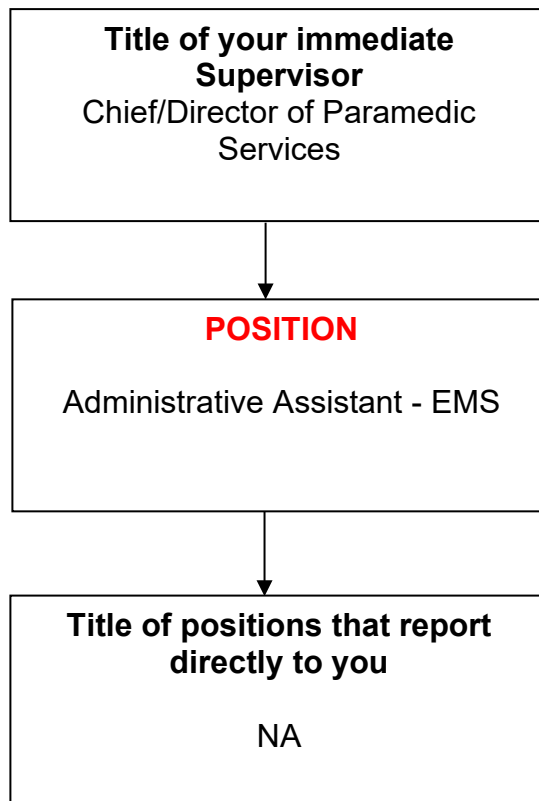 Title of your immediate
Supervisor
Chief/Director of Paramedic
Services
POSITION
Administrative Assistant - EMS
Title of positions that report
directly to you
NA